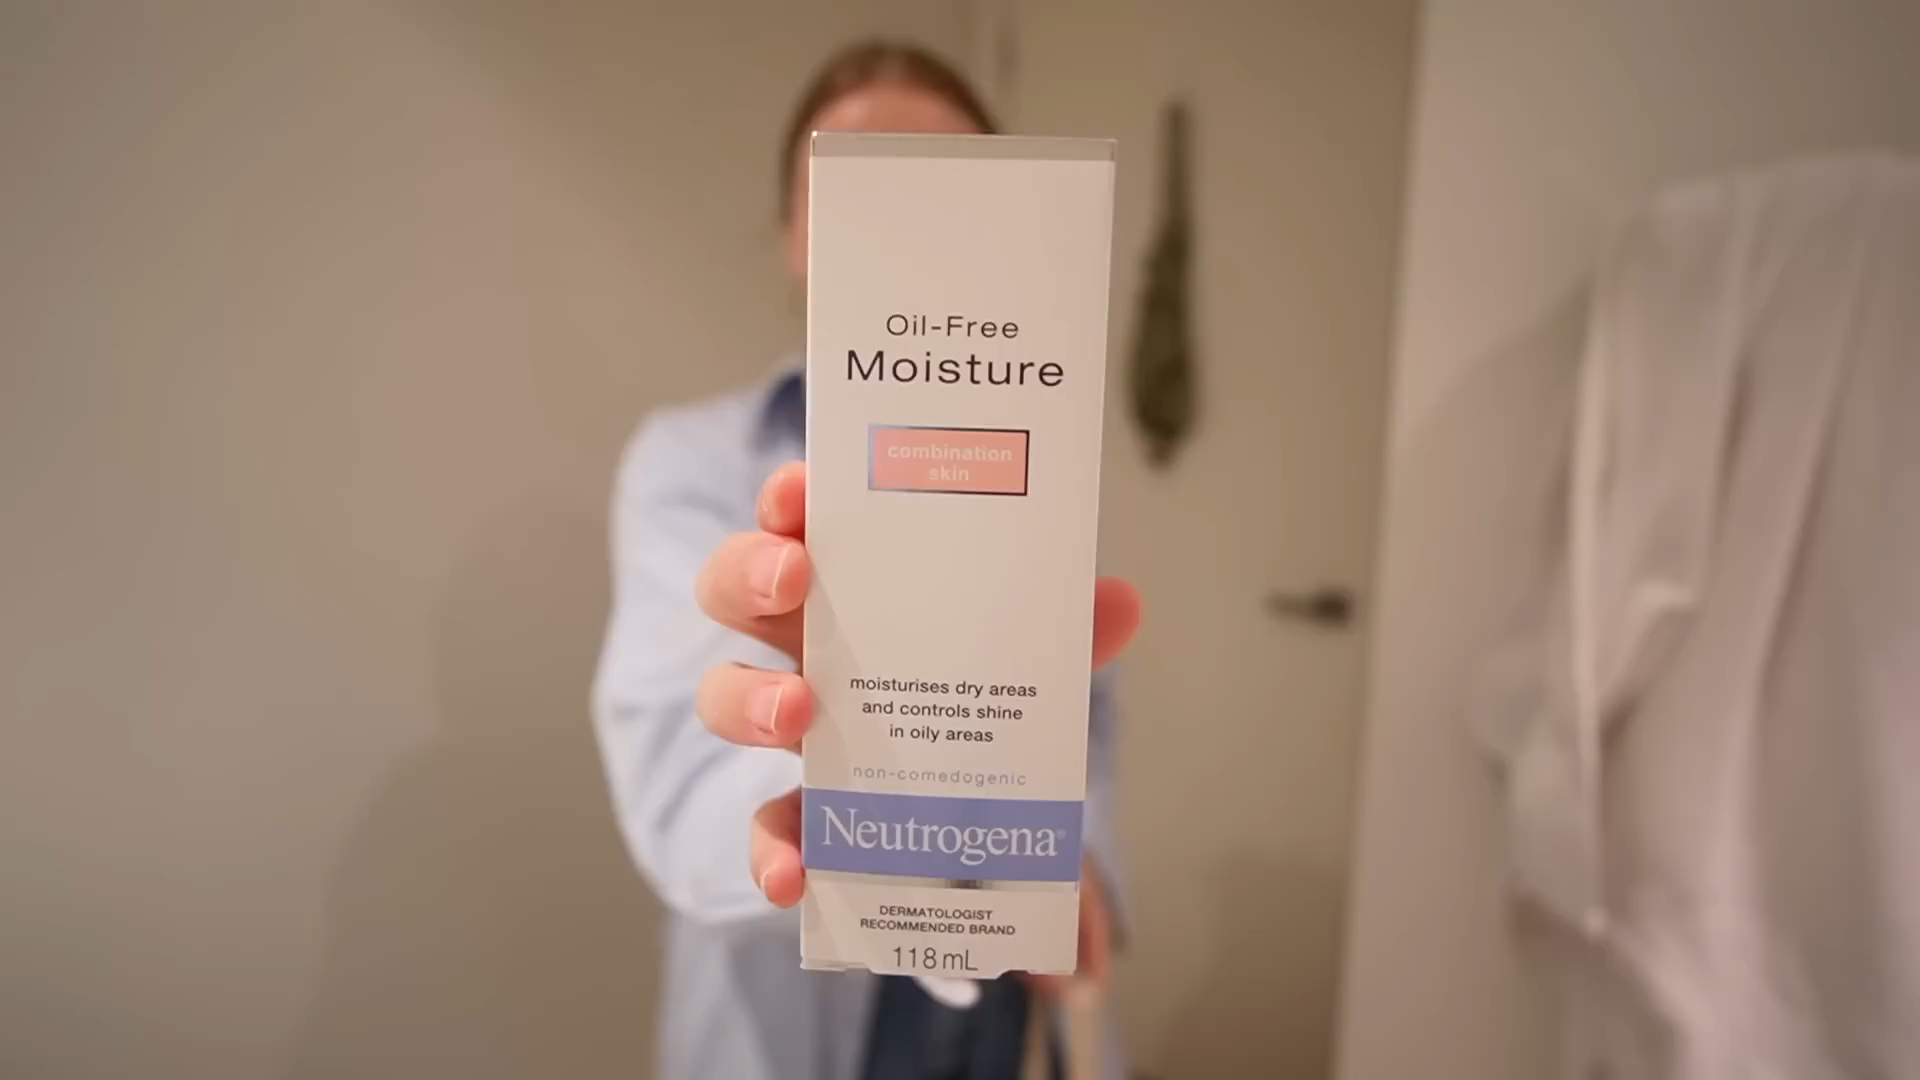 Oil-Free
Moisture
combination
skin
moisturises dry areas
and controls shine
in oily areas
non-comedogenic
Neutrogena®
DERMATOLOGIST
RECOMMENDED BRAND
118 mL